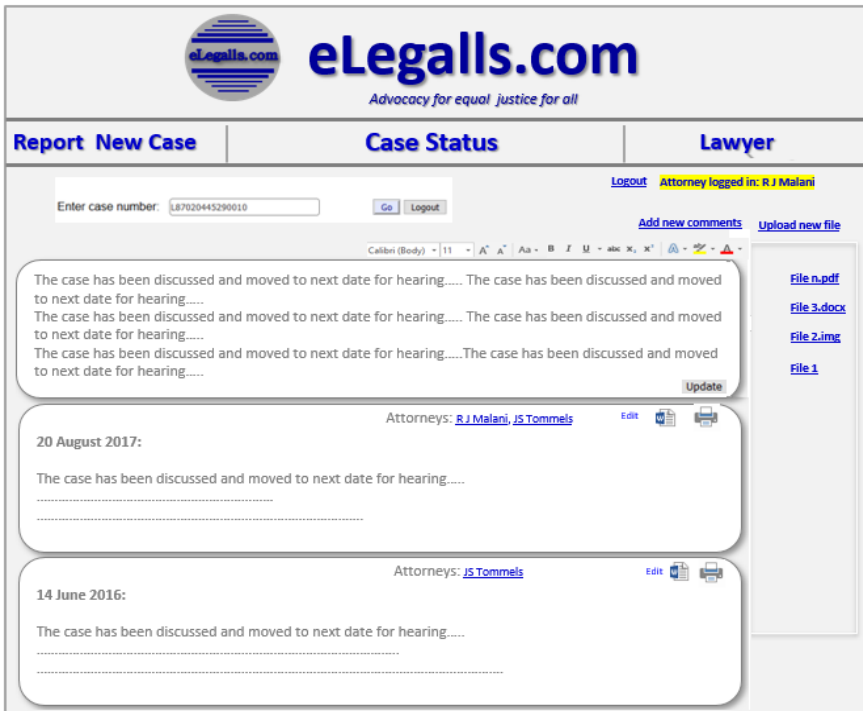 eLegalls.com
eLegalls.com
Advocacy for equal justice for all
Report New Case
Case Status
Lawyer
Logout Attorney logged in: R J Malani
Enter case number: L87020445290010 Go Logout
Add new comments Upload new file
Calibri (Body) 11 A A Aa B I U abc x, x² A aby A
The case has been discussed and moved to next date for hearing..... The case has been discussed and moved
to next date for hearing.....
The case has been discussed and moved to next date for hearing..... The case has been discussed and moved
to next date for hearing.....
The case has been discussed and moved to next date for hearing.....The case has been discussed and moved
to next date for hearing.....
Update
File n.pdf
File 3.docx
File 2.img
File 1
Attorneys: R J Malani, JS Tommels Edit
20 August 2017:
The case has been discussed and moved to next date for hearing.....
Attorneys: JS Tommels Edit
14 June 2016:
The case has been discussed and moved to next date for hearing.....